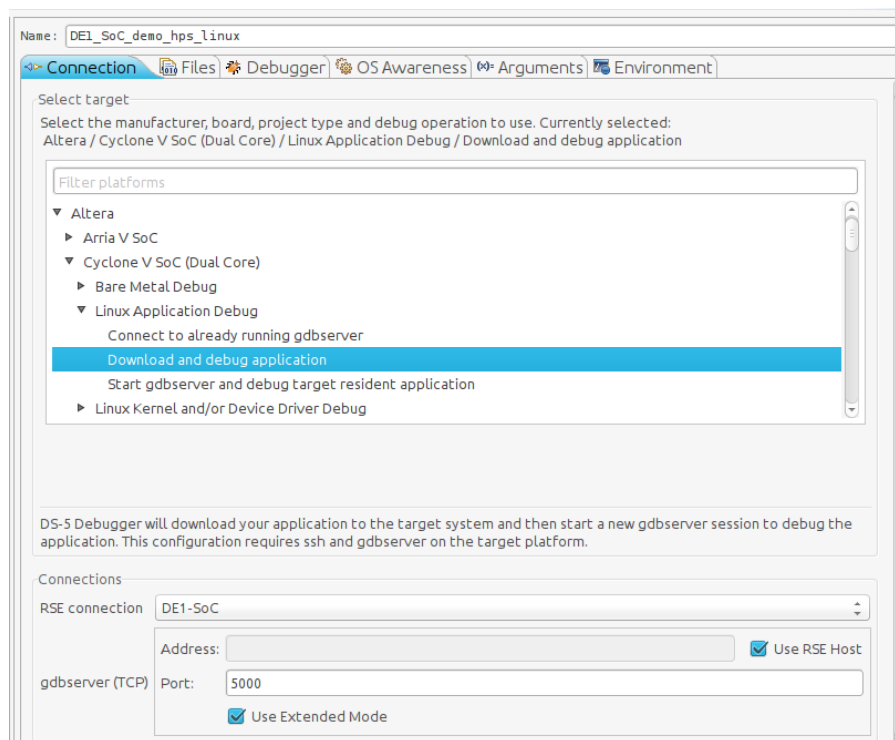 Name: DE1_SoC_demo_hps_linux
Connection Files Debugger OS Awareness Arguments Environment
Select target
Select the manufacturer, board, project type and debug operation to use. Currently selected:
Altera / Cyclone V SoC (Dual Core) / Linux Application Debug / Download and debug application
Filter platforms
Altera
Arria V SoC
Cyclone V SoC (Dual Core)
Bare Metal Debug
Linux Application Debug
Connect to already running gdbserver
Download and debug application
Start gdbserver and debug target resident application
Linux Kernel and/or Device Driver Debug
DS-5 Debugger will download your application to the target system and then start a new gdbserver session to debug the
application. This configuration requires ssh and gdbserver on the target platform.
Connections
RSE connection DE1-SoC
Address: Use RSE Host
gdbserver (TCP) Port: 5000
Use Extended Mode